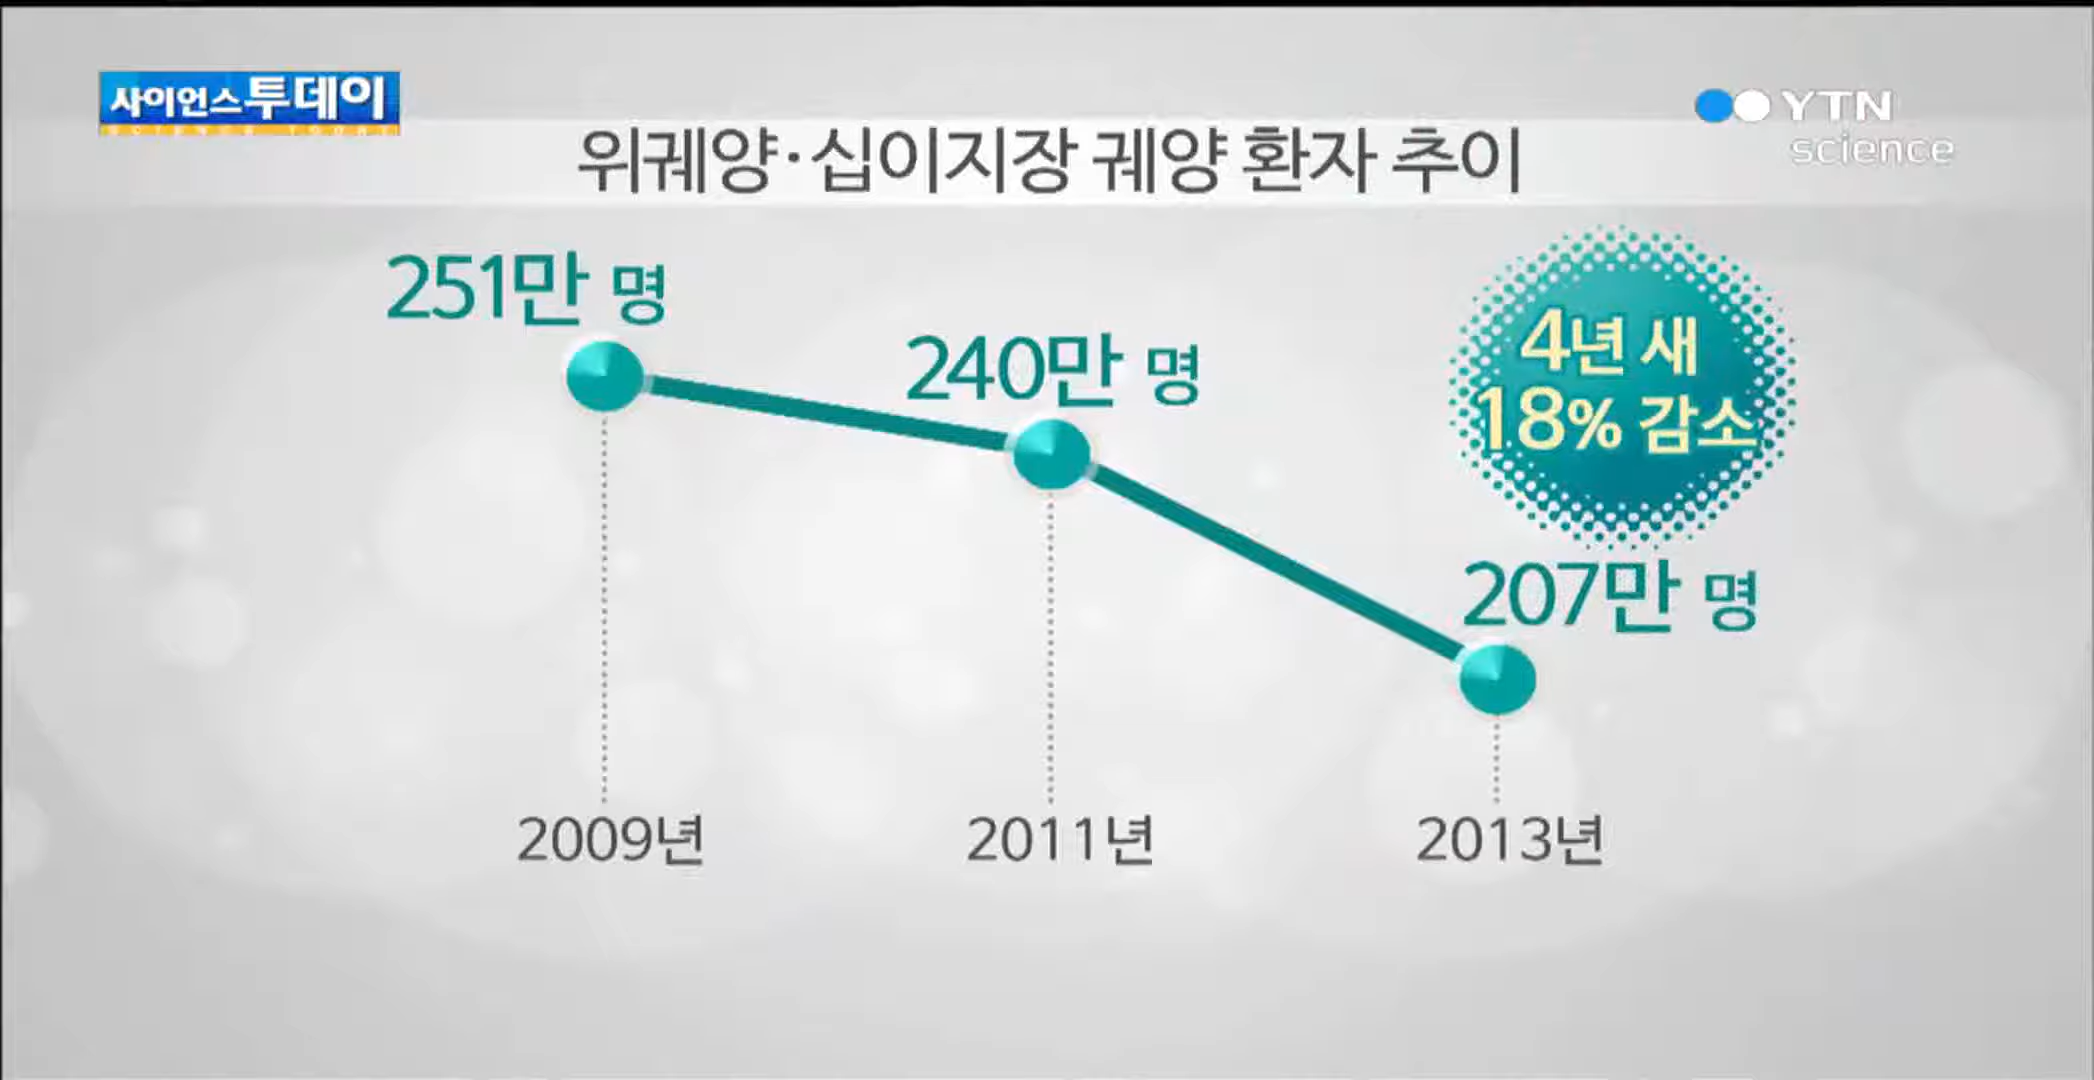 사이언스투데이
SCIENCE TODAY
YTN
science
위궤양·십이지장 궤양 환자 추이
251만 명
240만 명
4년 새
18% 감소
207만 명
2009년
2011년
2013년